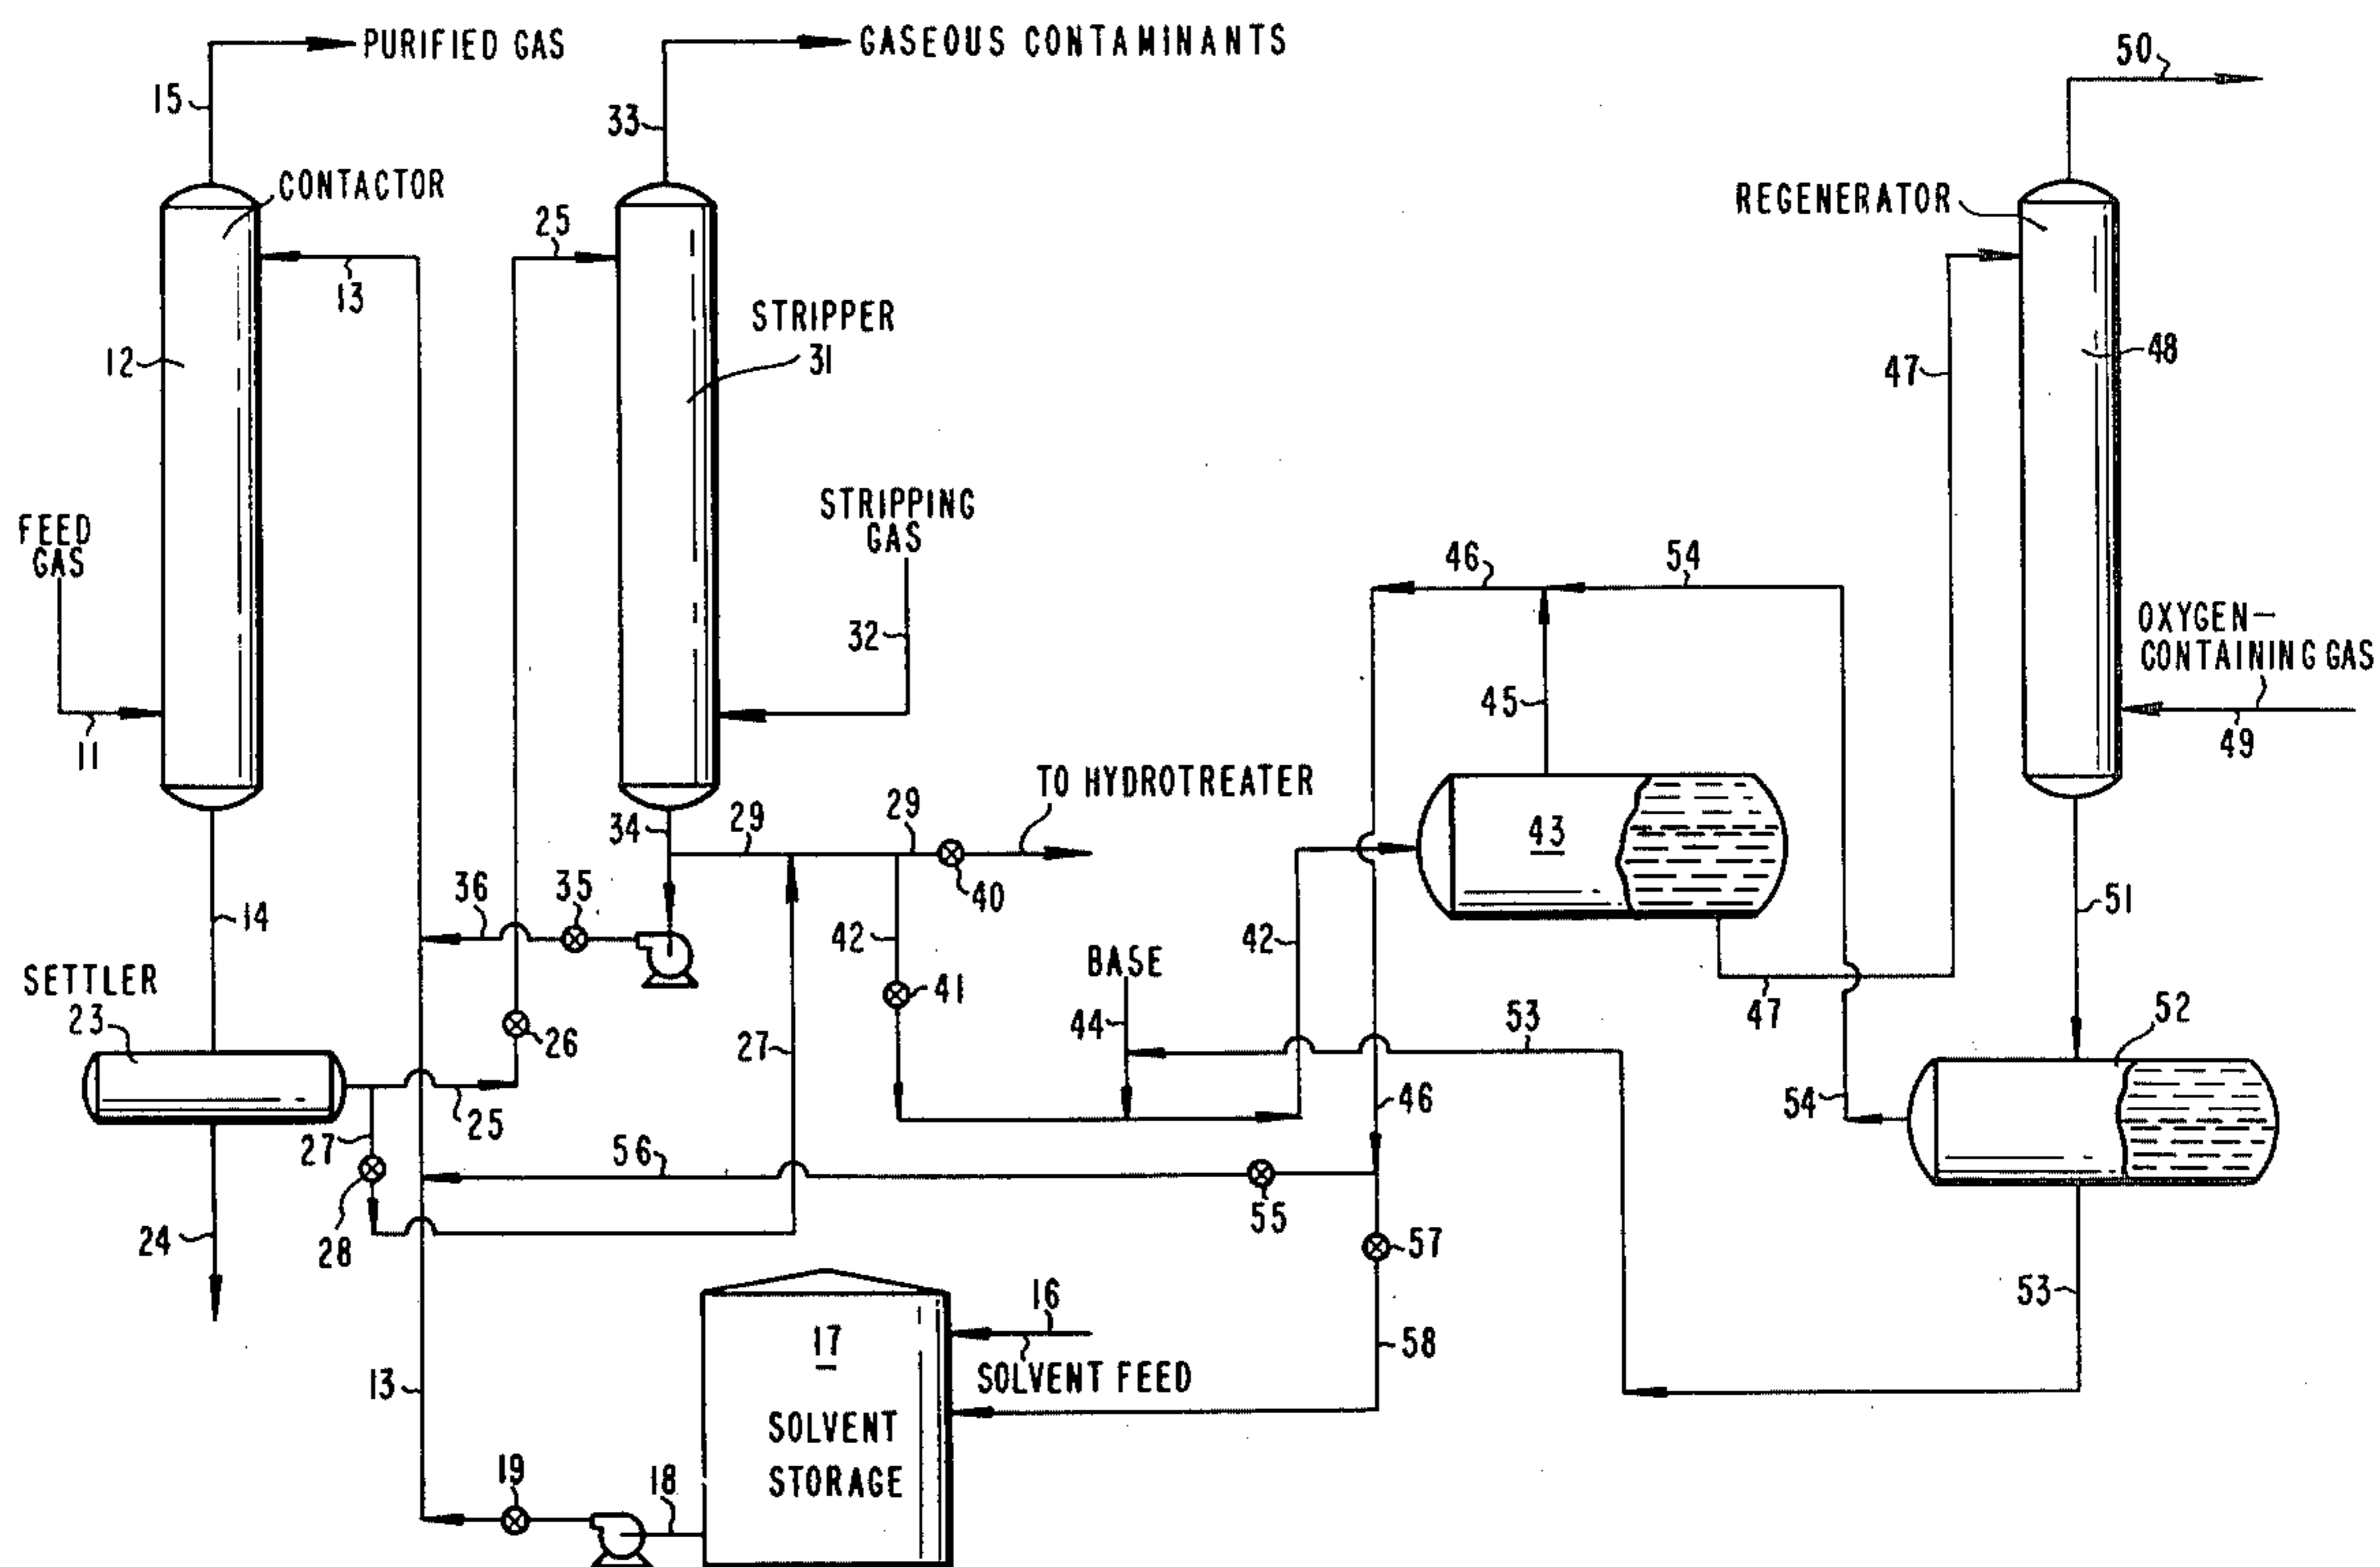 PURIFIED GAS
GASEOUS CONTAMINANTS
50
15
33
CONTACTOR
REGENERATOR
25
13
STRIPPER
31
12
48
47
STRIPPING
GAS
FEED
GAS
46
54
32
OXYGEN-
CONTAINING GAS
45
11
49
TO HYDROTREATER
34
29
29
43
36
35
40
14
42
42
51
BASE
SETTLER
23
41
47
26
27
44
53
52
25
46
54
27
56
24
28
55
57
16
53
17
58
SOLVENT FEED
13
SOLVENT
STORAGE
19
18